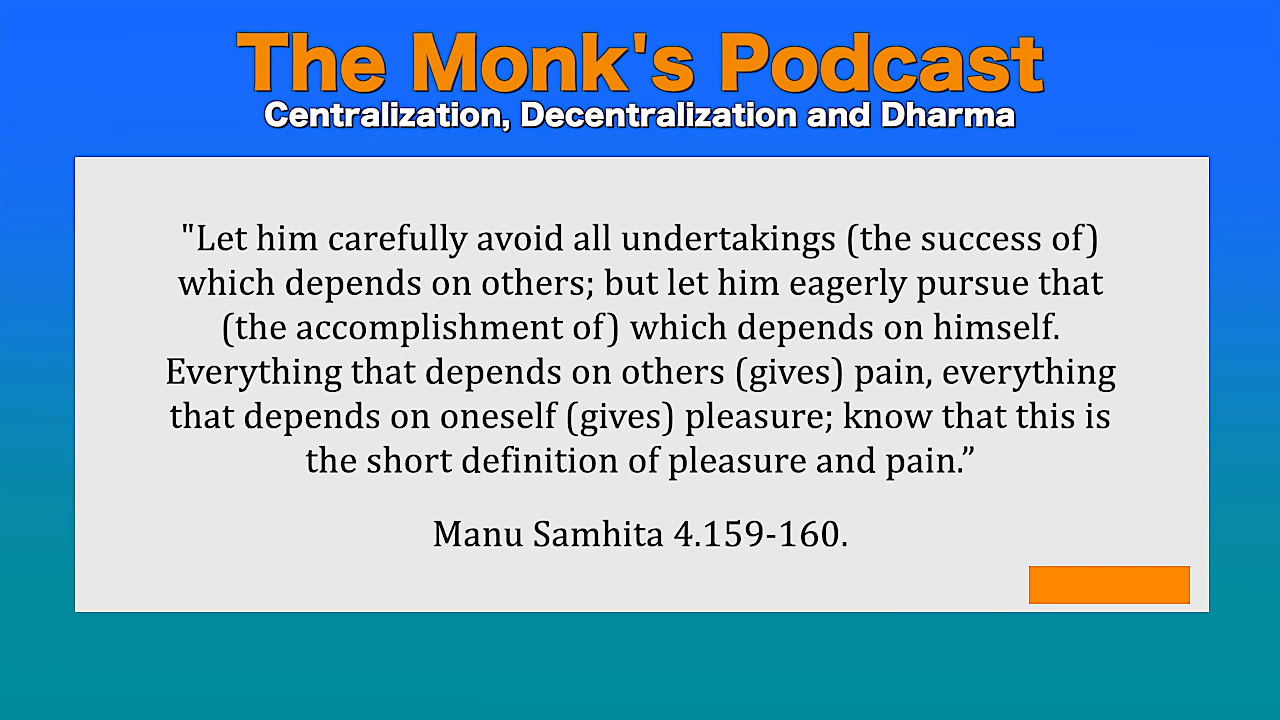 The Monk's Podcast
Centralization, Decentralization and Dharma
"Let him carefully avoid all undertakings (the success of)
which depends on others; but let him eagerly pursue that
(the accomplishment of) which depends on himself.
Everything that depends on others (gives) pain, everything
that depends on oneself (gives) pleasure; know that this is
the short definition of pleasure and pain.”
Manu Samhita 4.159-160.